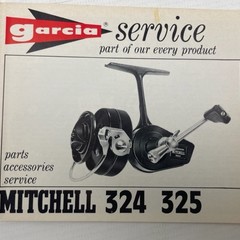 garcia® service
part of our every product
parts
accessories
service
MITCHELL 324 325